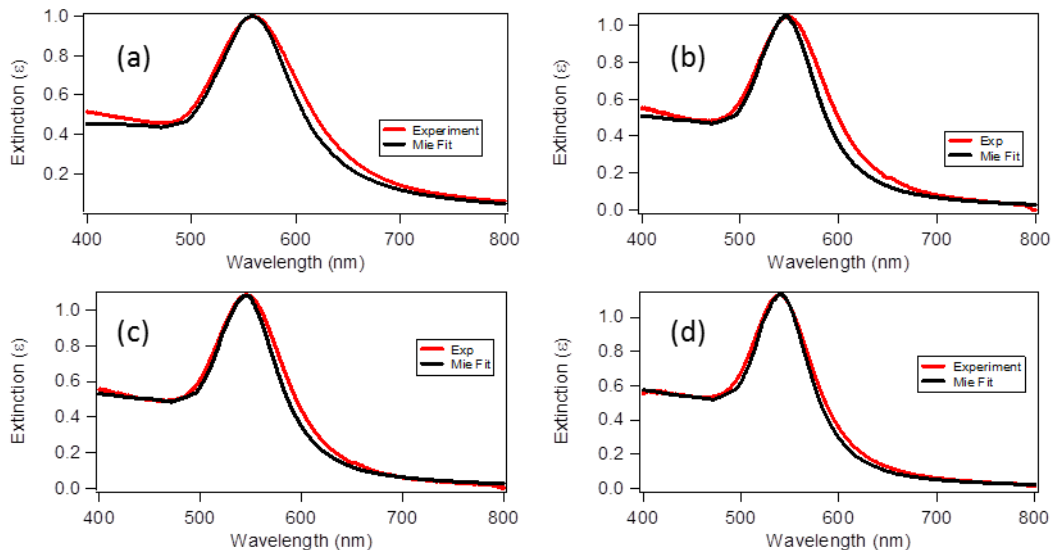 (a)
Extinction (ε)
1.0
0.8
0.6
0.4
0.2
Experiment
Mie Fit
400 500 600 700 800
Wavelength (nm)
(b)
Extinction (ε)
1.0
0.8
0.6
0.4
0.2
0.0
Exp
Mie Fit
400 500 600 700 800
Wavelength (nm)
(c)
Extinction (ε)
1.0
0.8
0.6
0.4
0.2
0.0
Exp
Mie Fit
400 500 600 700 800
Wavelength (nm)
(d)
Extinction (ε)
1.0
0.8
0.6
0.4
0.2
0.0
Experiment
Mie Fit
400 500 600 700 800
Wavelength (nm)